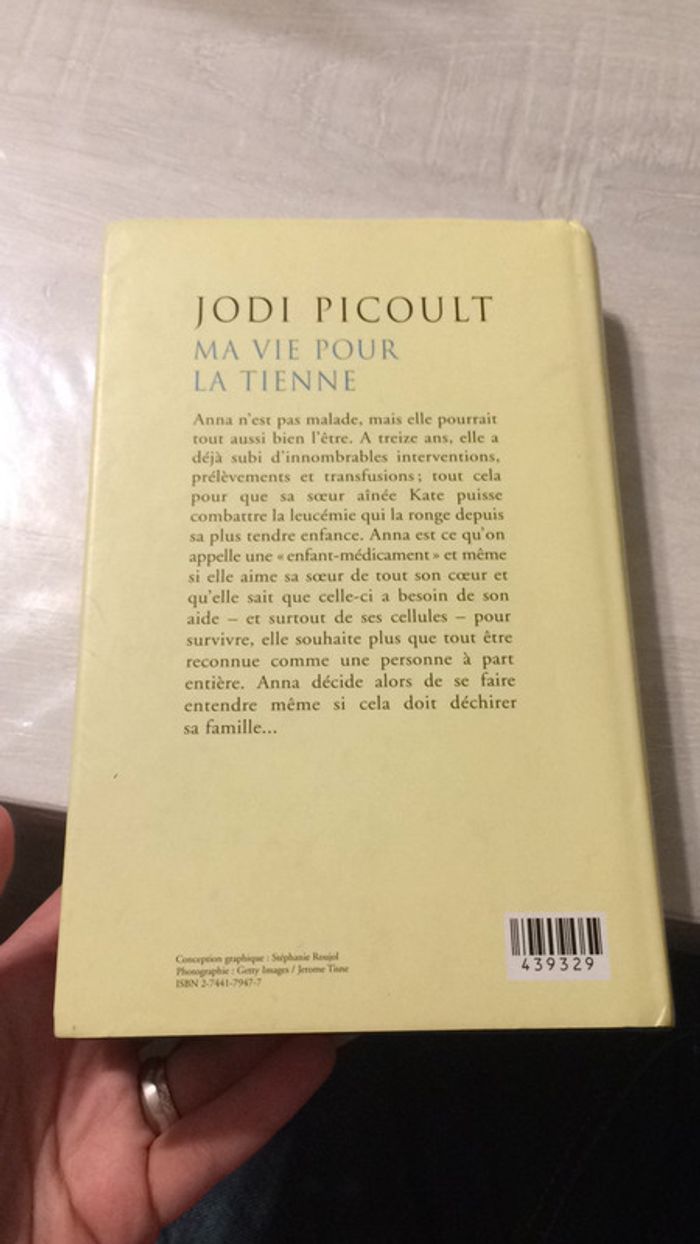 JODI PICOULT
MA VIE POUR
LA TIENNE
Anna n'est pas malade, mais elle pourrait
tout aussi bien l'être. A treize ans, elle a
déjà subi d'innombrables interventions,
prélèvements et transfusions ; tout cela
pour que sa sœur aînée Kate puisse
combattre la leucémie qui la ronge depuis
sa plus tendre enfance. Anna est ce qu'on
appelle une « enfant-médicament » et même
si elle aime sa sœur de tout son cœur et
qu'elle sait que celle-ci a besoin de son
aide – et surtout de ses cellules – pour
survivre, elle souhaite plus que tout être
reconnue comme une personne à part
entière. Anna décide alors de se faire
entendre même si cela doit déchirer
sa famille...
Conception graphique : Stéphanie Roujol
Photographie : Getty Images / Jerome Tisne
ISBN 2-7441-7947-7
439329